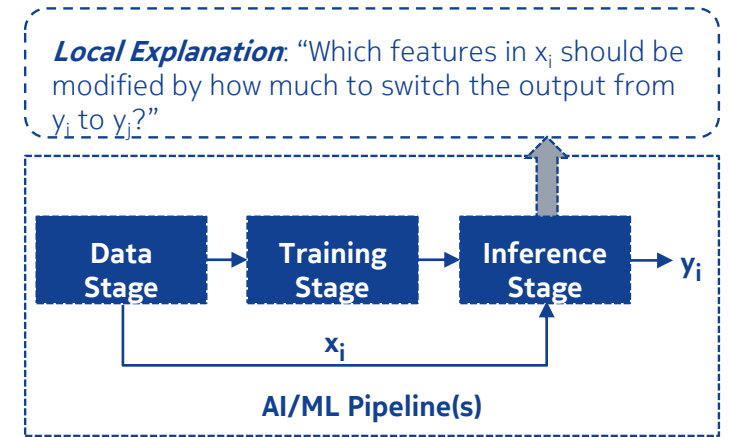 Local Explanation: “Which features in xi should be
modified by how much to switch the output from
yi to yj?”
Data
Stage
Training
Stage
Inference
Stage
yi
xi
AI/ML Pipeline(s)